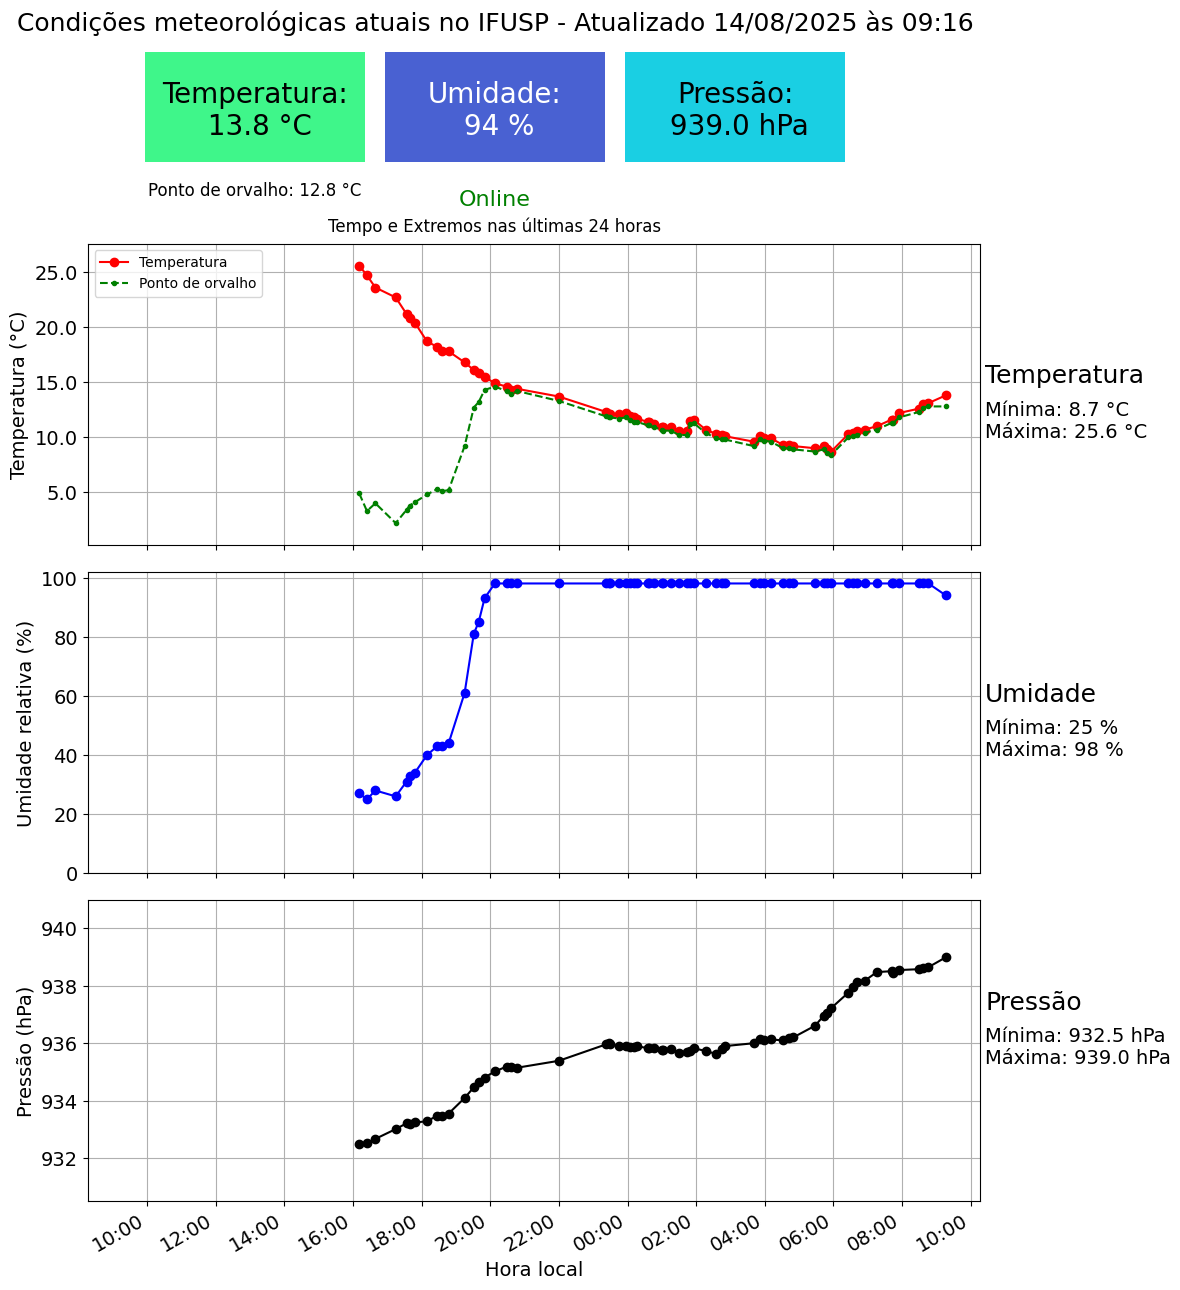 Condições meteorológicas atuais no IFUSP - Atualizado 14/08/2025 às 09:16
Temperatura:
13.8 °C
Umidade:
94 %
Pressão:
939.0 hPa
Ponto de orvalho: 12.8 °C
Online
Tempo e Extremos nas últimas 24 horas
Temperatura
Ponto de orvalho
Temperatura (°C)
25.0
20.0
15.0
10.0
5.0
Temperatura
Mínima: 8.7 °C
Máxima: 25.6 °C
Umidade relativa (%)
100
80
60
40
20
0
Umidade
Mínima: 25 %
Máxima: 98 %
Pressão (hPa)
940
938
936
934
932
Pressão
Mínima: 932.5 hPa
Máxima: 939.0 hPa
10:00
12:00
14:00
16:00
18:00
20:00
22:00
00:00
02:00
04:00
06:00
08:00
10:00
Hora local